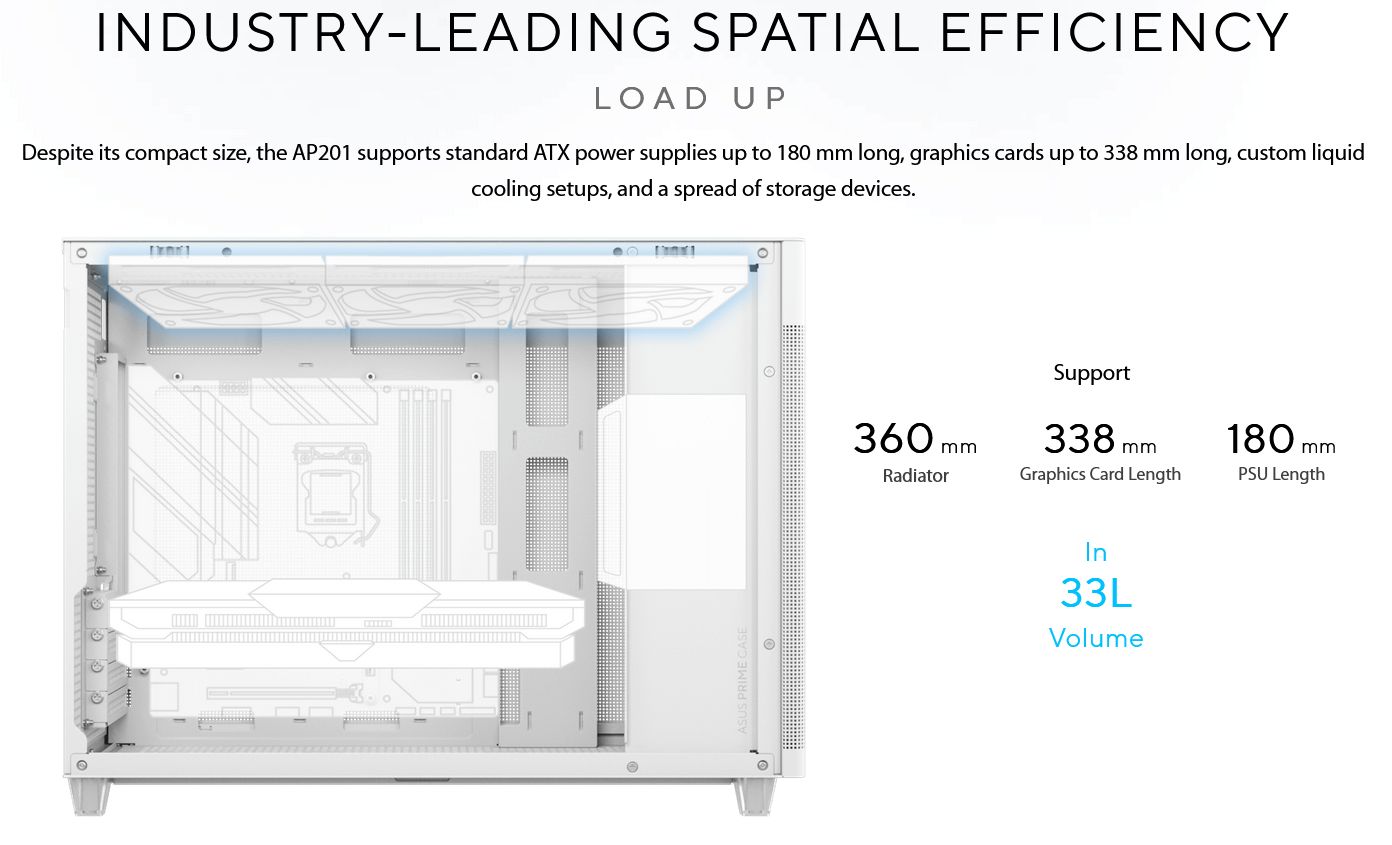 INDUSTRY-LEADING SPATIAL EFFICIENCY
LOAD UP
Despite its compact size, the AP201 supports standard ATX power supplies up to 180 mm long, graphics cards up to 338 mm long, custom liquid
cooling setups, and a spread of storage devices.
Support
360 mm
Radiator
338 mm
Graphics Card Length
180 mm
PSU Length
In
33L
Volume
ASUS PRIME CASE